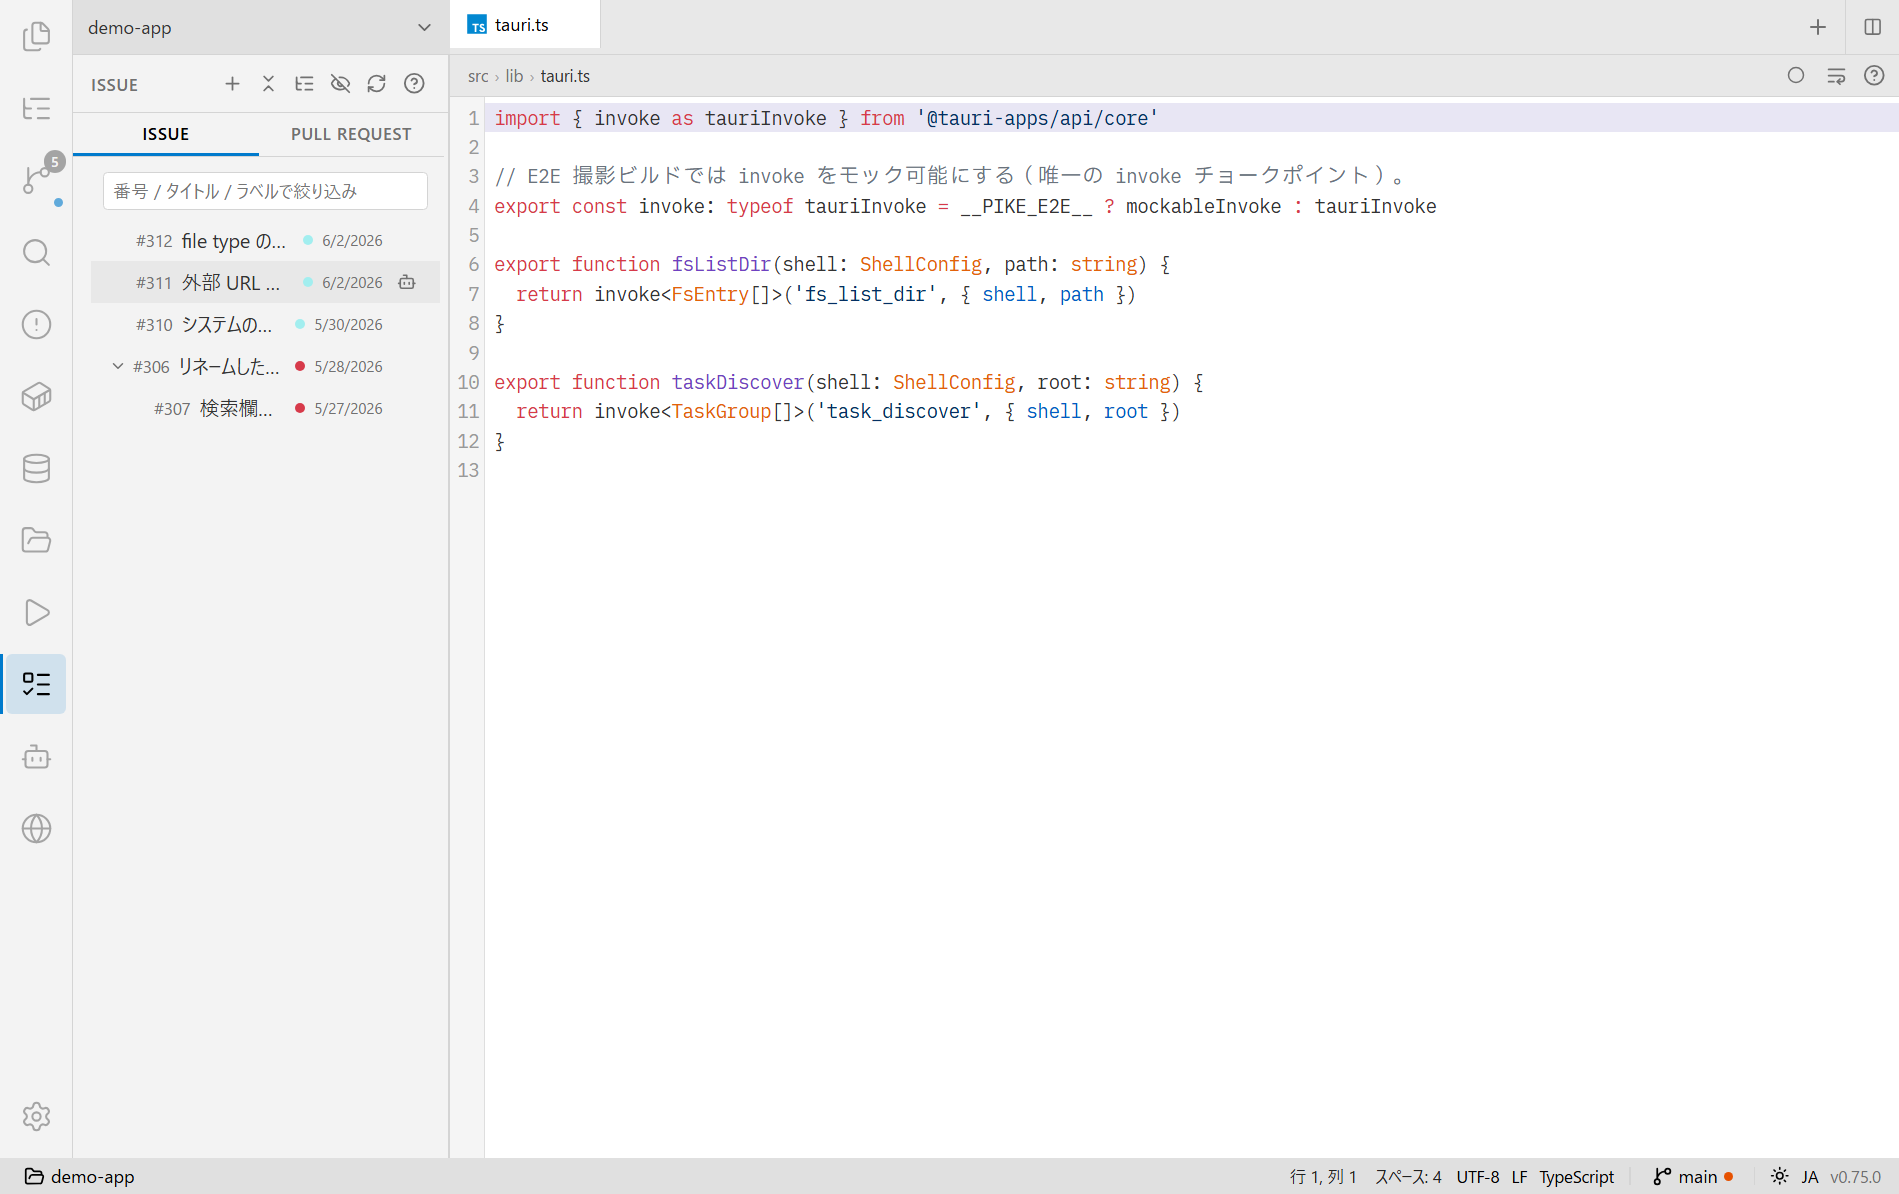 demo-app
tauri.ts
ISSUE
src › lib › tauri.ts
ISSUE
PULL REQUEST
5
番号 / タイトル / ラベルで絞り込み
#312 file type の... 6/2/2026
#311 外部 URL ... 6/2/2026
#310 システムの... 5/30/2026
#306 リネームした... 5/28/2026
#307 検索欄... 5/27/2026
1 import { invoke as tauriInvoke } from '@tauri-apps/api/core'
2
3 // E2E 撮影ビルドでは invoke をモック可能にする（唯一の invoke チョークポイント）。
4 export const invoke: typeof tauriInvoke = __PIKE_E2E__ ? mockableInvoke : tauriInvoke
5
6 export function fsListDir(shell: ShellConfig, path: string) {
7   return invoke<FsEntry[]>('fs_list_dir', { shell, path })
8 }
9
10 export function taskDiscover(shell: ShellConfig, root: string) {
11   return invoke<TaskGroup[]>('task_discover', { shell, root })
12 }
13
demo-app
行 1, 列 1 スペース: 4 UTF-8 LF TypeScript main JA v0.75.0